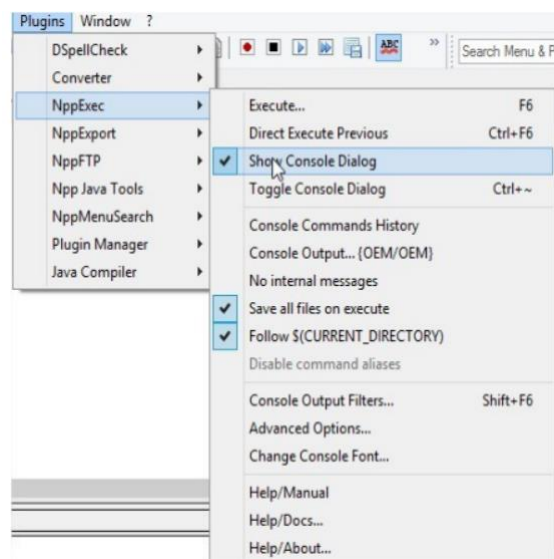 Plugins Window ?
ABC » Search Menu & P
DSpellCheck
Converter
NppExec
NppExport
NppFTP
Npp Java Tools
NppMenuSearch
Plugin Manager
Java Compiler
Execute... F6
Direct Execute Previous Ctrl+F6
Show Console Dialog
Toggle Console Dialog Ctrl+~
Console Commands History
Console Output... {OEM/OEM}
No internal messages
Save all files on execute
Follow $(CURRENT_DIRECTORY)
Disable command aliases
Console Output Filters... Shift+F6
Advanced Options...
Change Console Font...
Help/Manual
Help/Docs...
Help/About...